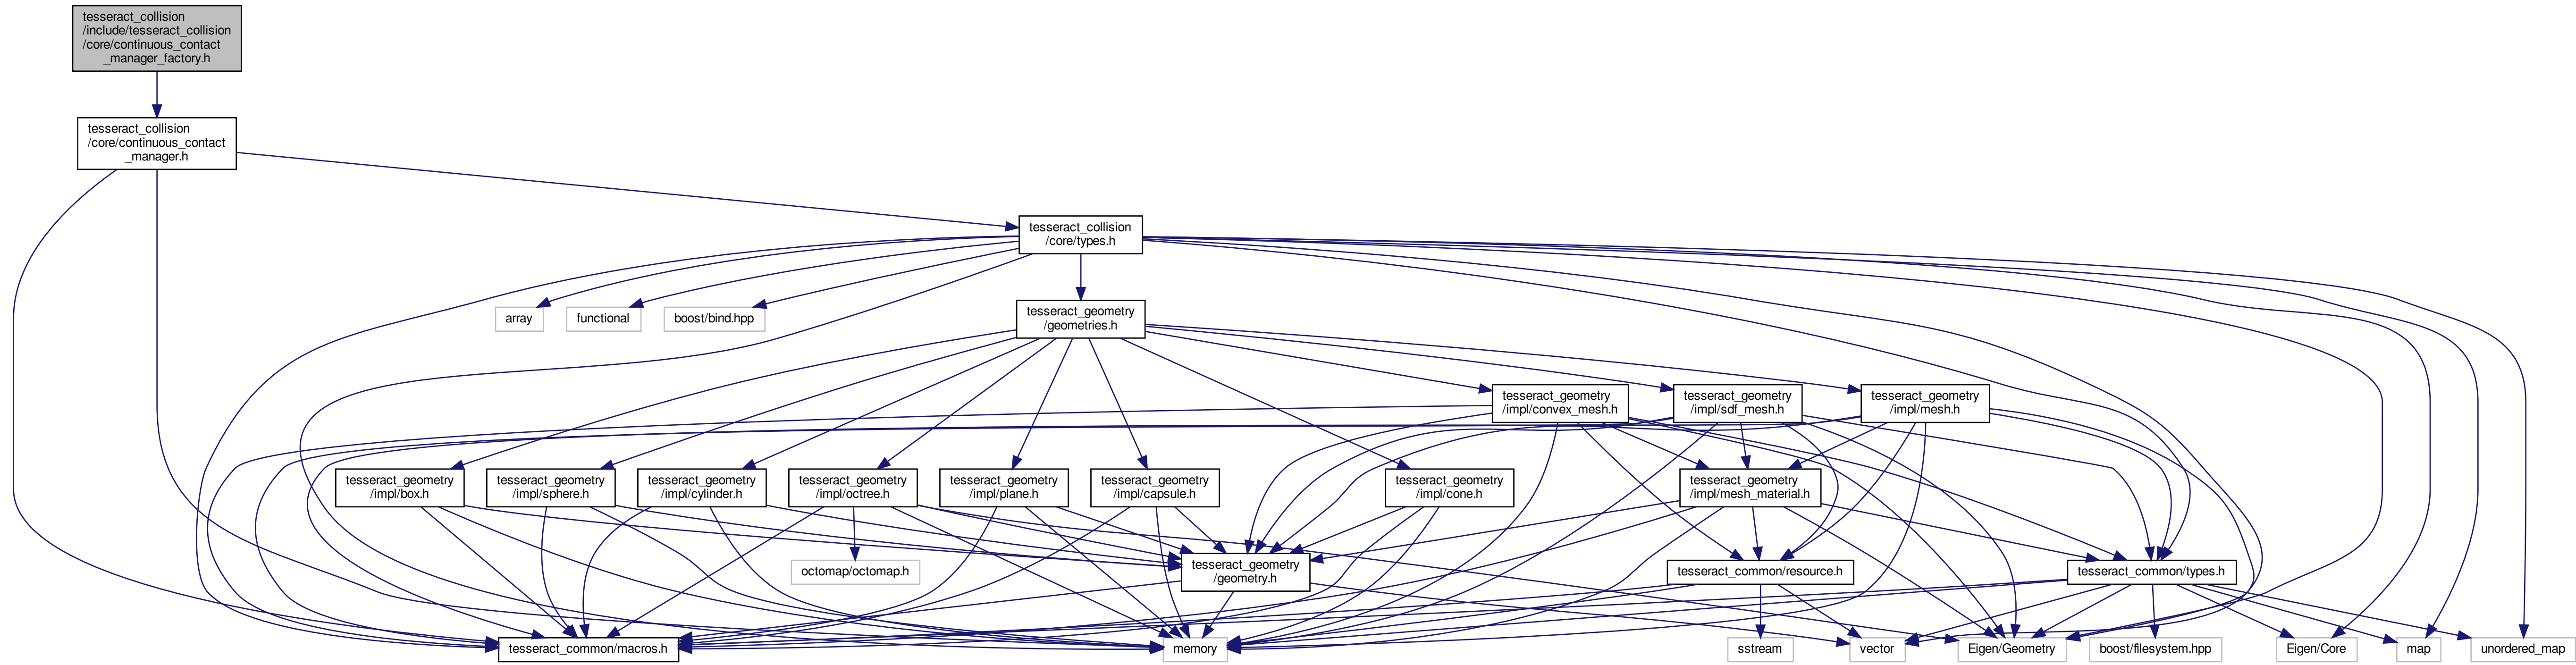 tesseract_collision
/include/tesseract_collision
/core/continuous_contact
_manager_factory.h
tesseract_collision
/core/continuous_contact
_manager.h
tesseract_collision
/core/types.h
array
functional
boost/bind.hpp
tesseract_geometry
/geometries.h
tesseract_geometry
/impl/convex_mesh.h
tesseract_geometry
/impl/sdf_mesh.h
tesseract_geometry
/impl/mesh.h
tesseract_geometry
/impl/box.h
tesseract_geometry
/impl/sphere.h
tesseract_geometry
/impl/cylinder.h
tesseract_geometry
/impl/octree.h
tesseract_geometry
/impl/plane.h
tesseract_geometry
/impl/capsule.h
tesseract_geometry
/impl/cone.h
tesseract_geometry
/impl/mesh_material.h
octomap/octomap.h
tesseract_geometry
/geometry.h
tesseract_common/resource.h
tesseract_common/types.h
tesseract_common/macros.h
memory
sstream
vector
Eigen/Geometry
boost/filesystem.hpp
Eigen/Core
map
unordered_map